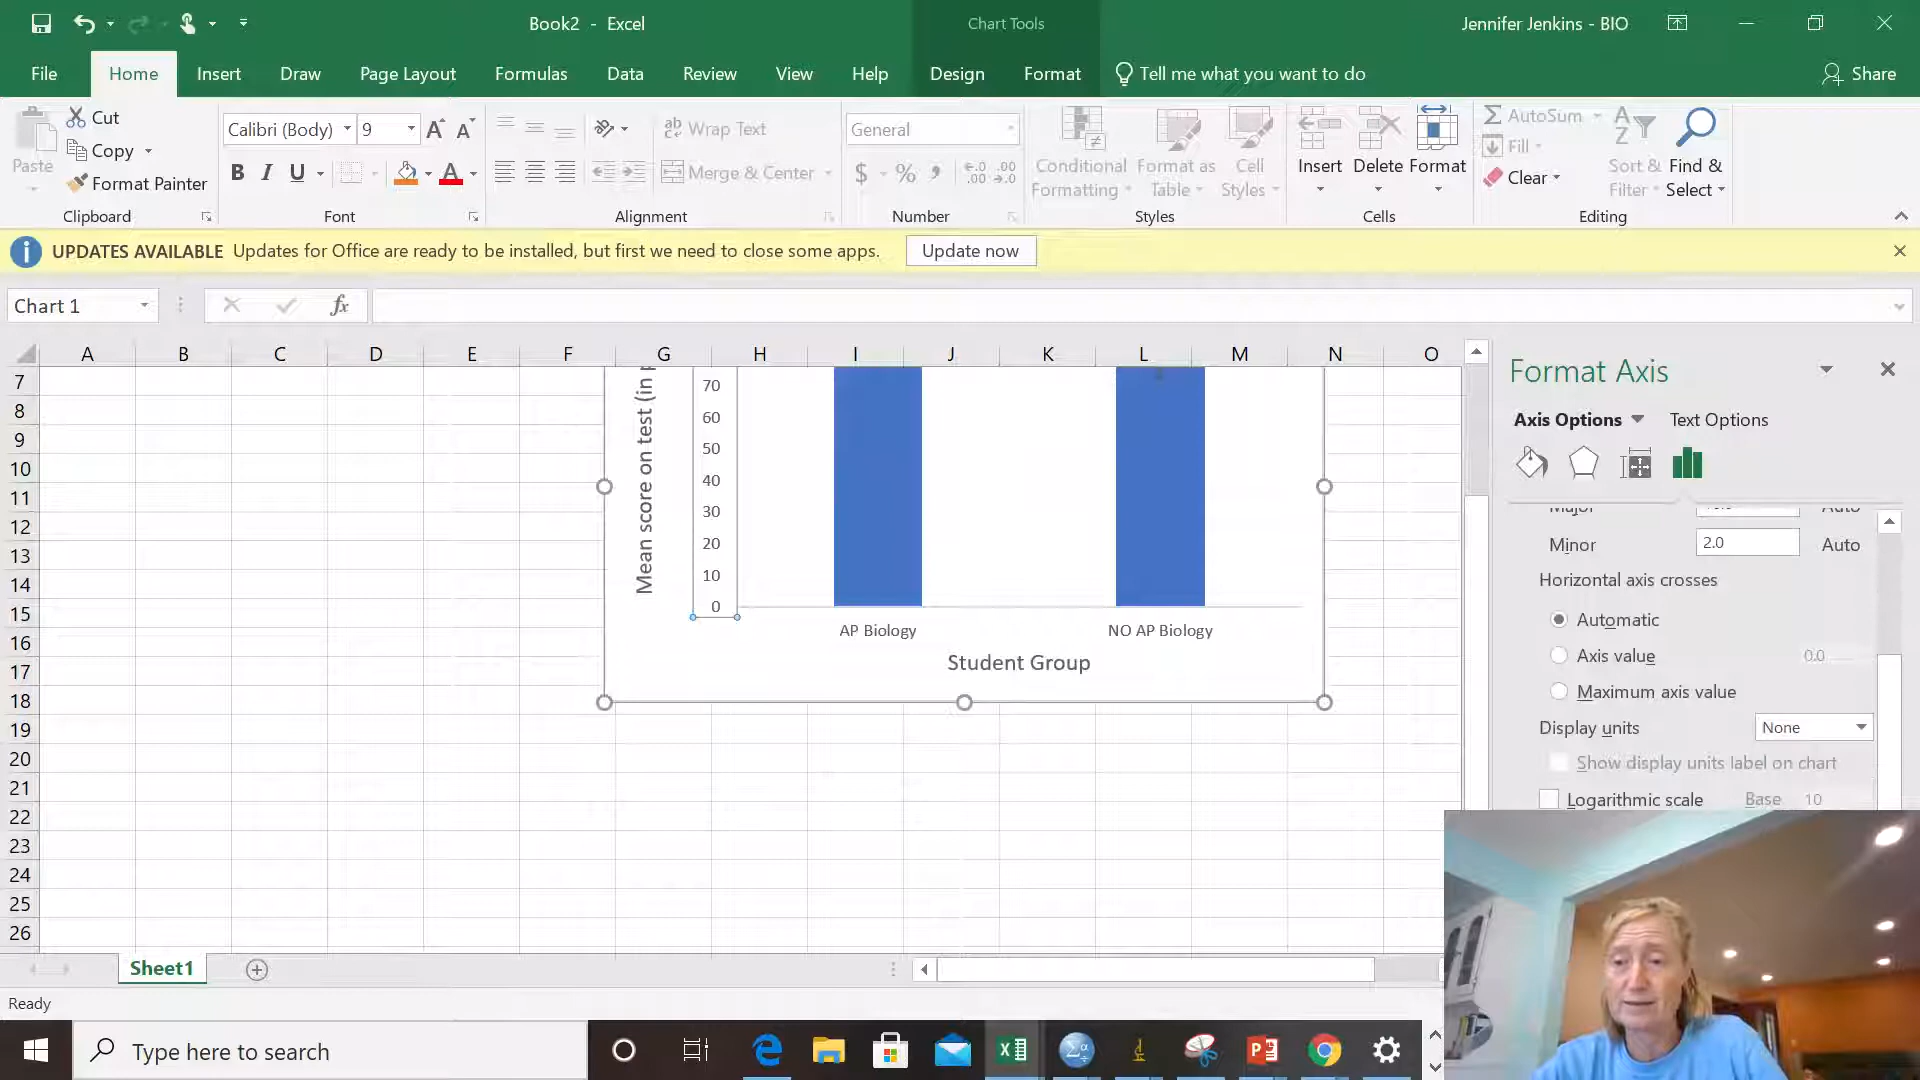 Book2 - Excel
Chart Tools
Jennifer Jenkins - BIO
File Home Insert Draw Page Layout Formulas Data Review View Help Design Format Tell me what you want to do Share
Paste
Cut
Copy
Format Painter
Clipboard
Calibri (Body) 9
B I U
Font
Wrap Text
Merge & Center
Alignment
General
$ %
Number
Conditional Formatting
Format as Table
Cell Styles
Styles
Insert Delete Format
Cells
AutoSum
Fill
Clear
Sort & Filter
Find & Select
Editing
UPDATES AVAILABLE Updates for Office are ready to be installed, but first we need to close some apps. Update now
Chart 1 fx
A B C D E F G H I J K L M N O
7
8
9
10
11
12
13
14
15
16
17
18
19
20
21
22
23
24
25
26
Mean score on test (in
70
60
50
40
30
20
10
0
AP Biology NO AP Biology
Student Group
Format Axis
Axis Options Text Options
Minor 2.0 Auto
Horizontal axis crosses
Automatic
Axis value 0.0
Maximum axis value
Display units None
Show display units label on chart
Logarithmic scale Base 10
Sheet1
Ready
Type here to search